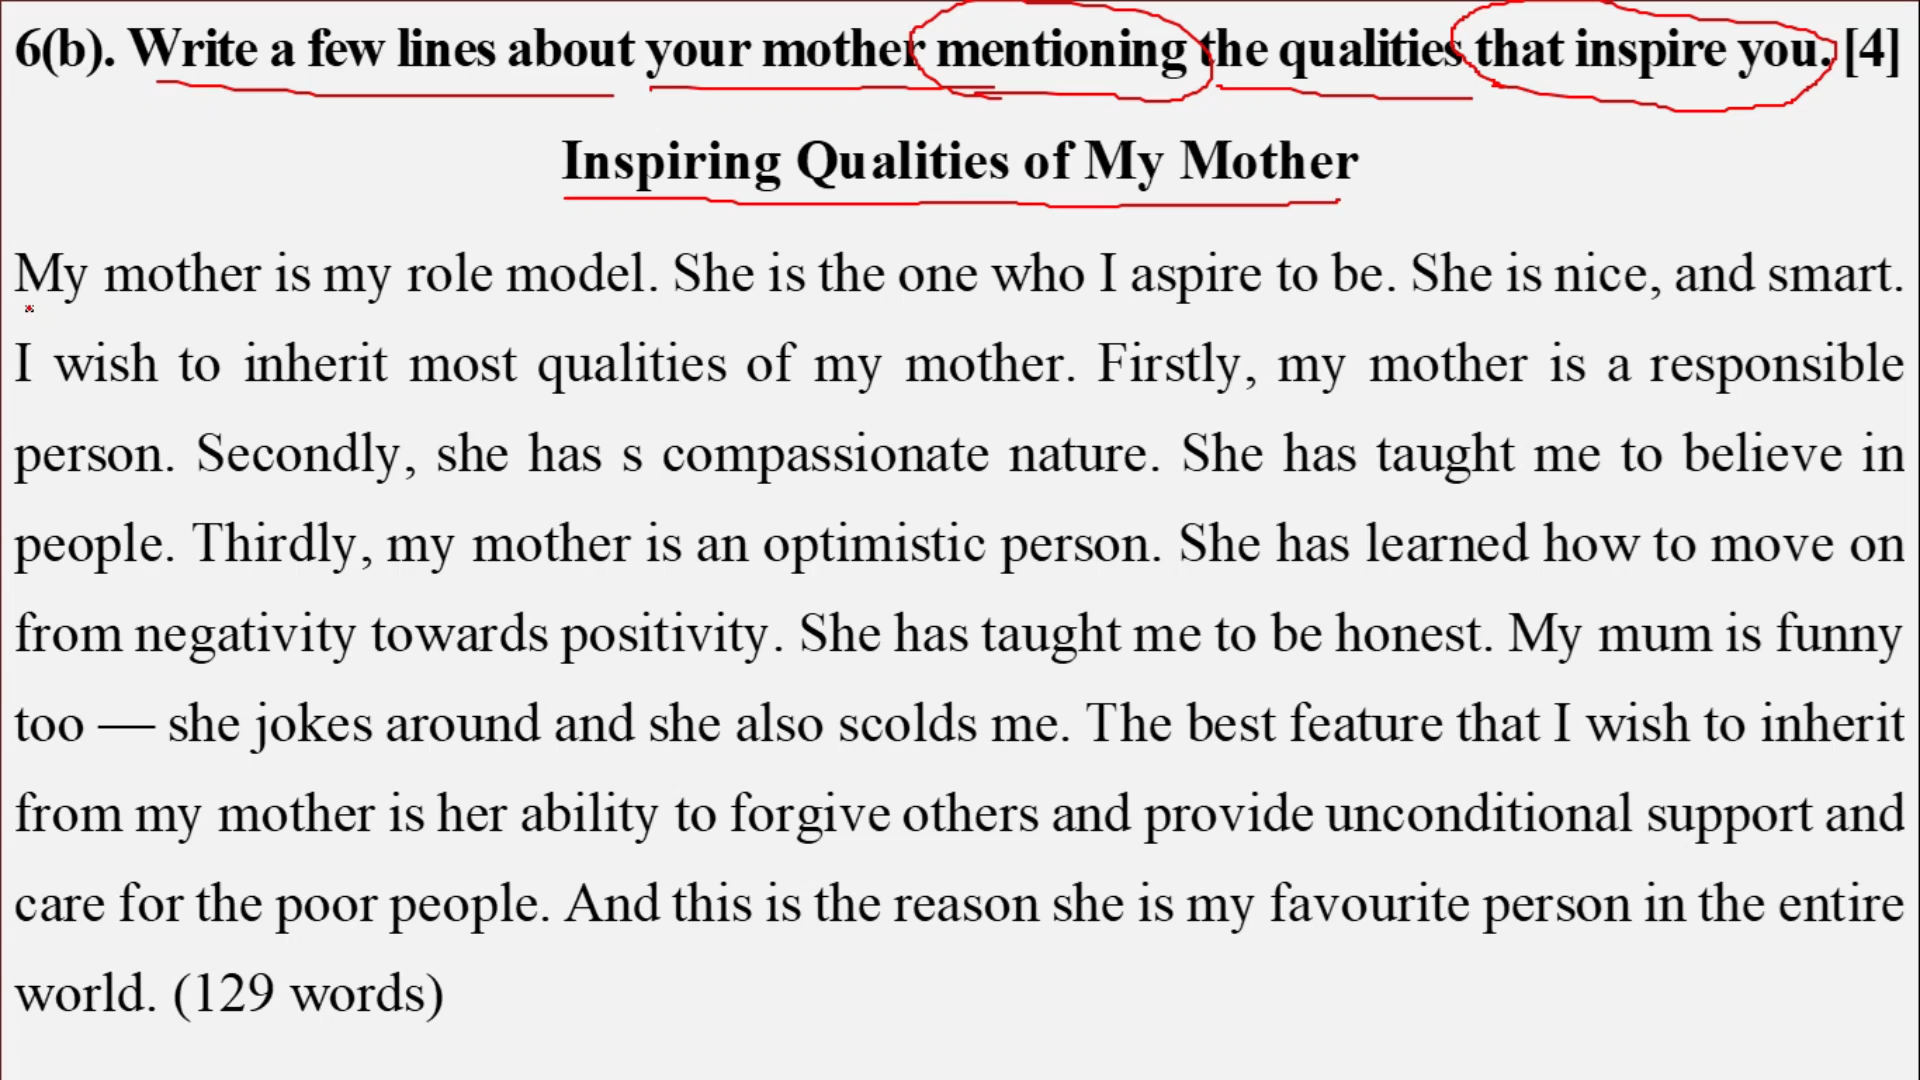 6(b). Write a few lines about your mother mentioning the qualities that inspire you. [4]
Inspiring Qualities of My Mother
My mother is my role model. She is the one who I aspire to be. She is nice, and smart.
I wish to inherit most qualities of my mother. Firstly, my mother is a responsible
person. Secondly, she has s compassionate nature. She has taught me to believe in
people. Thirdly, my mother is an optimistic person. She has learned how to move on
from negativity towards positivity. She has taught me to be honest. My mum is funny
too — she jokes around and she also scolds me. The best feature that I wish to inherit
from my mother is her ability to forgive others and provide unconditional support and
care for the poor people. And this is the reason she is my favourite person in the entire
world. (129 words)